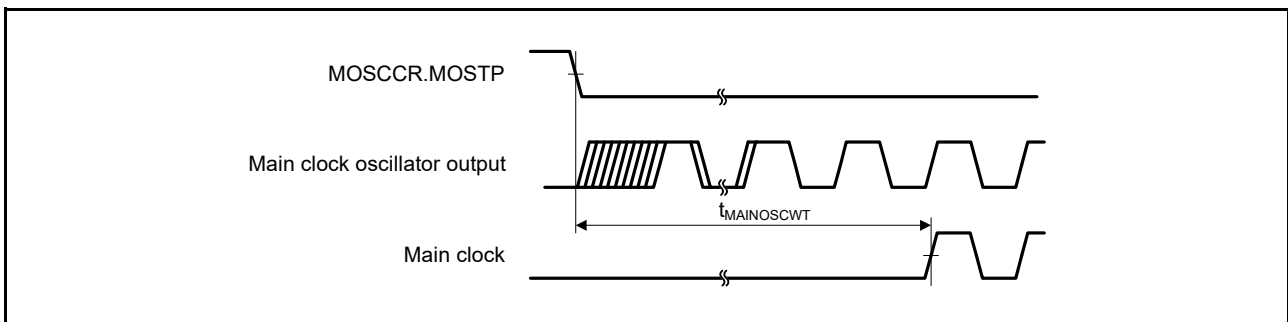 MOSCCR.MOSTP
Main clock oscillator output
tMAINOSCWT
Main clock